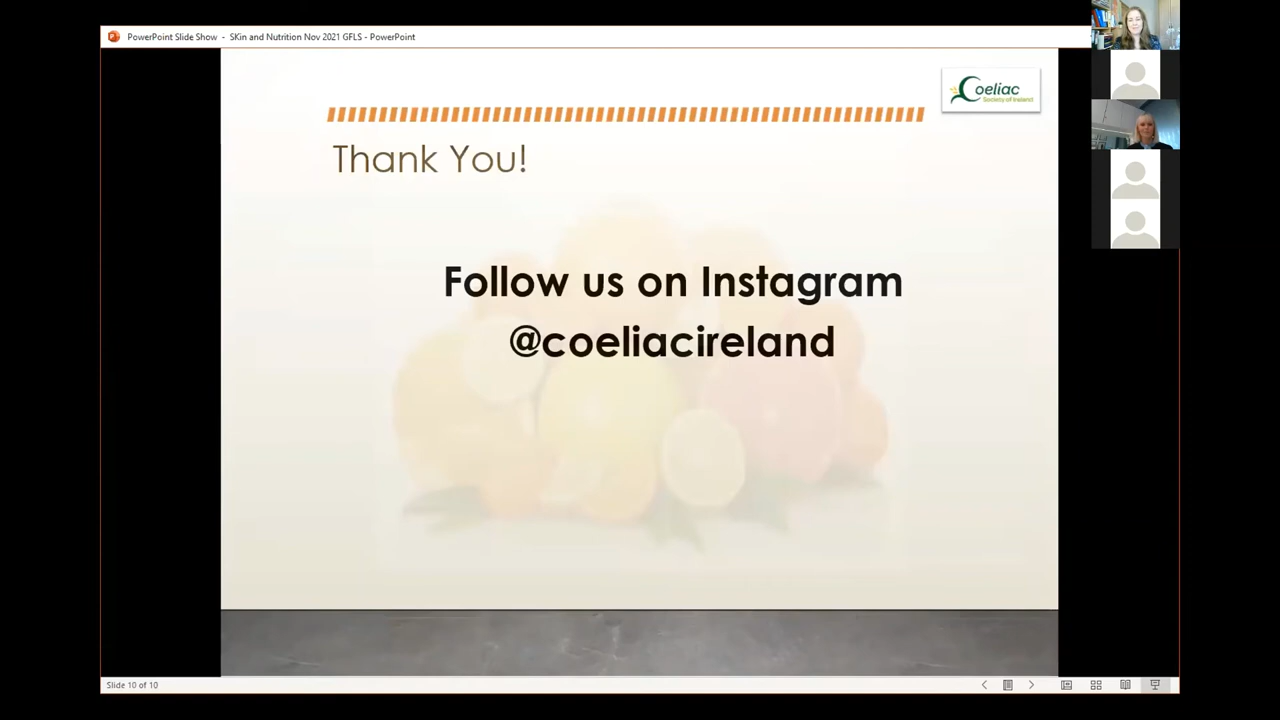 PowerPoint Slide Show - SKin and Nutrition Nov 2021 GFLS - PowerPoint
Coeliac
Society of Ireland
Thank You!
Follow us on Instagram
@coeliacireland
Slide 10 of 10